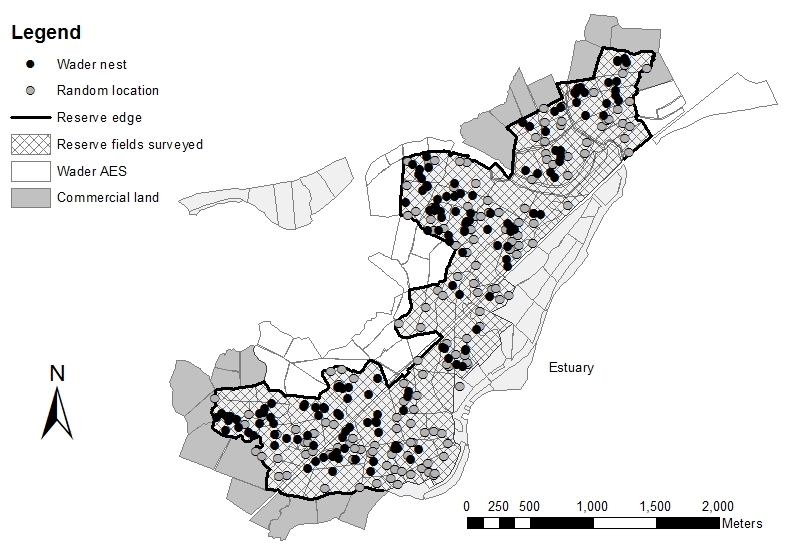 Legend
Wader nest
Random location
Reserve edge
Reserve fields surveyed
Wader AES
Commercial land
N
Estuary
0 250 500 1,000 1,500 2,000
Meters